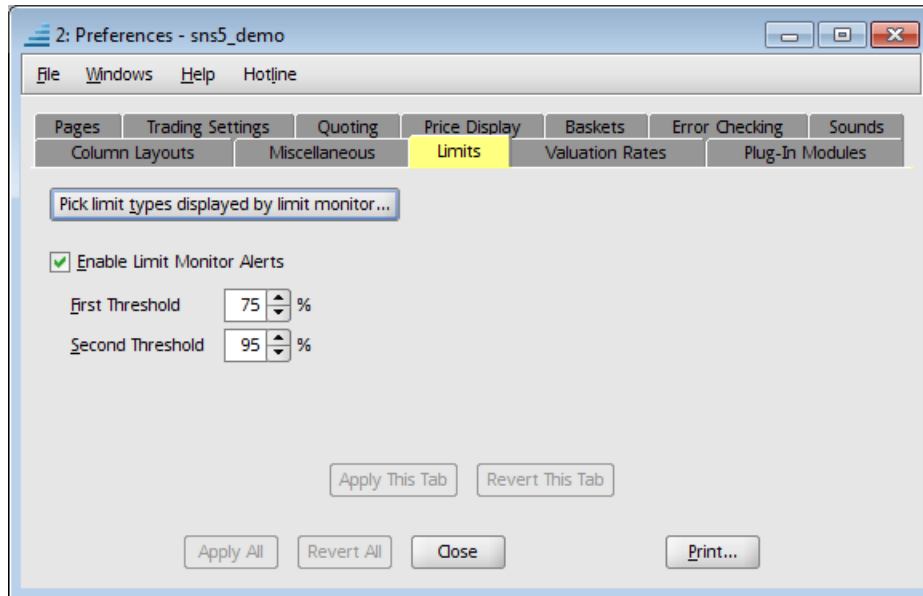 2: Preferences - sns5_demo
File Windows Help Hotline
Pages Trading Settings Quoting Price Display Baskets Error Checking Sounds
Column Layouts Miscellaneous Limits Valuation Rates Plug-In Modules
Pick limit types displayed by limit monitor...
Enable Limit Monitor Alerts
First Threshold 75 %
Second Threshold 95 %
Apply This Tab Revert This Tab
Apply All Revert All Close Print...